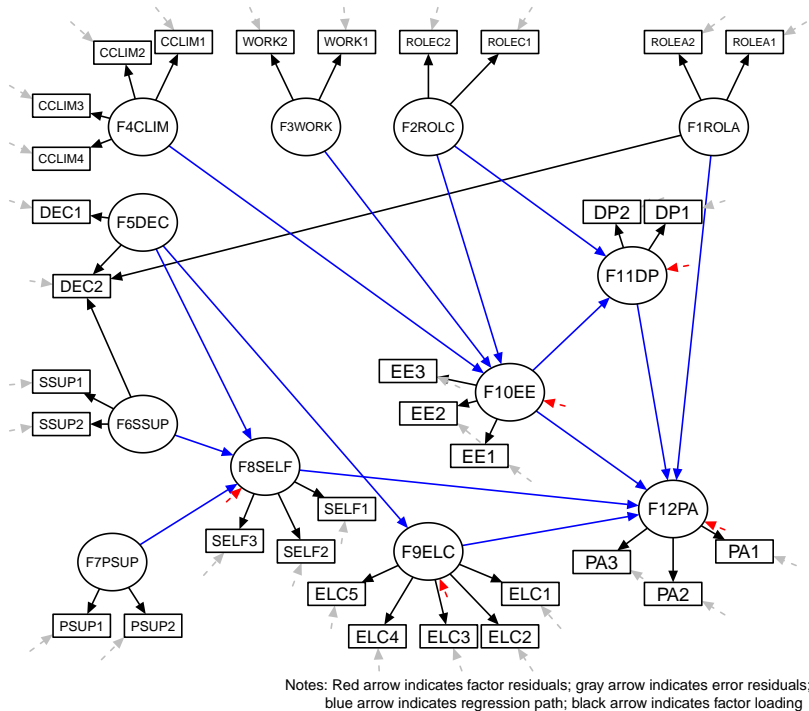 CCLIM1
WORK2
WORK1
ROLEC2
ROLEC1
ROLEA2
ROLEA1
CCLIM2
CCLIM3
F4CLIM
F3WORK
F2ROLC
F1ROLA
CCLIM4
DEC1
F5DEC
DP2
DP1
F11DP
DEC2
EE3
F10EE
SSUP1
EE2
SSUP2
F6SSUP
EE1
F8SELF
SELF1
F12PA
SELF3
SELF2
F9ELC
PA1
F7PSUP
PA3
ELC5
ELC1
PA2
PSUP1
PSUP2
ELC4
ELC3
ELC2
Notes: Red arrow indicates factor residuals; gray arrow indicates error residuals;
blue arrow indicates regression path; black arrow indicates factor loading